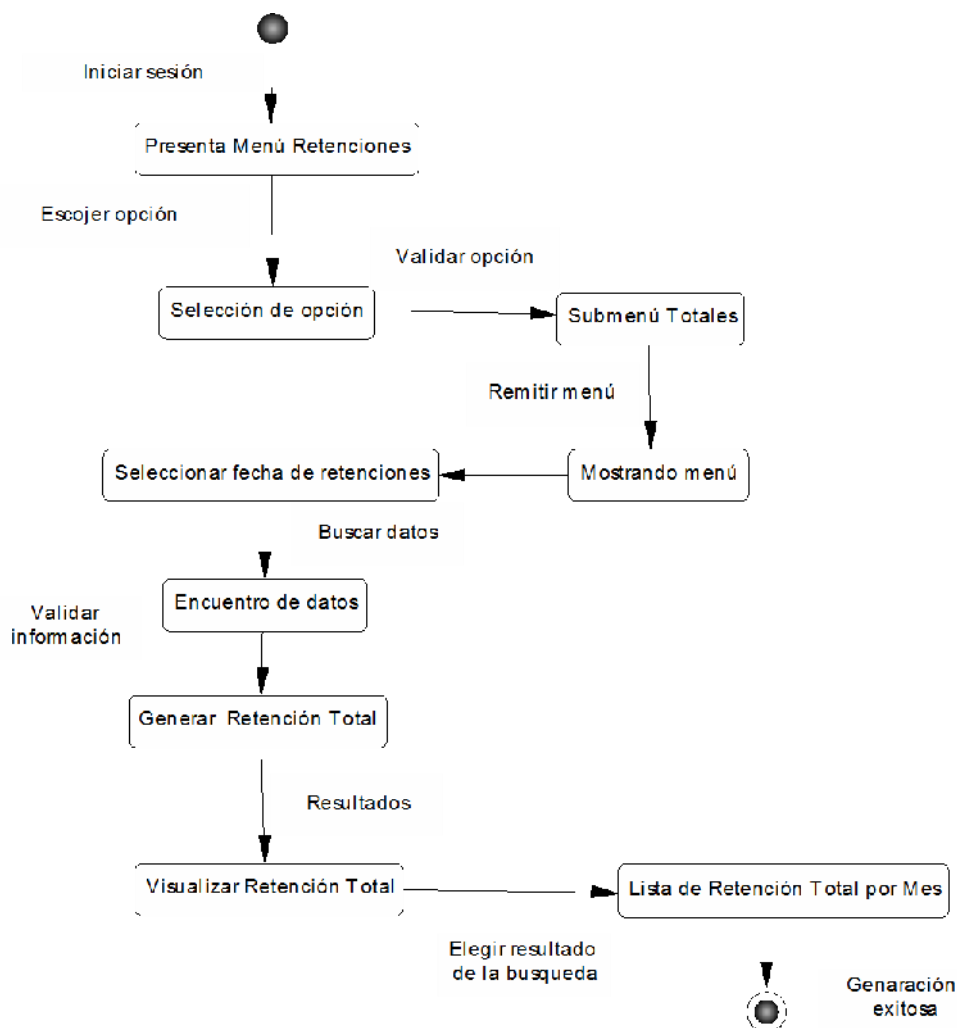 Iniciar sesión
Presenta Menú Retenciones
Escojer opción
Validar opción
Selección de opción
Submenú Totales
Remitir menú
Seleccionar fecha de retenciones
Mostrando menú
Buscar datos
Encuentro de datos
Validar
información
Generar Retención Total
Resultados
Visualizar Retención Total
Lista de Retención Total por Mes
Elegir resultado
de la busqueda
Genaración
exitosa